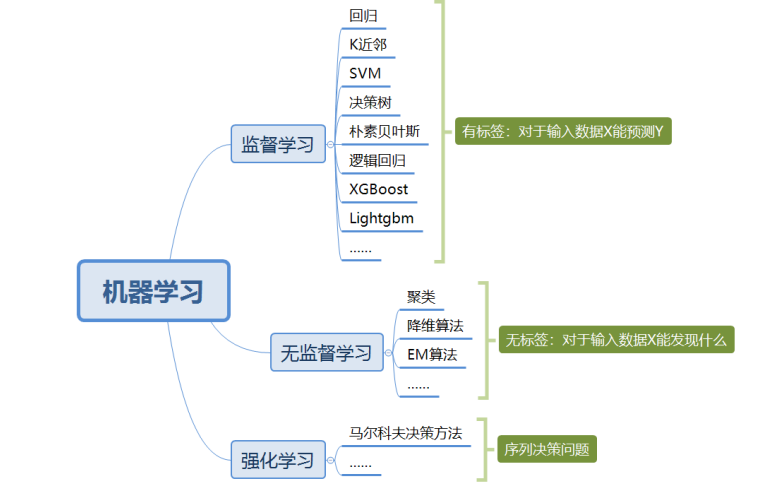 机器学习
监督学习
回归
K近邻
SVM
决策树
朴素贝叶斯
逻辑回归
XGBoost
Lightgbm
......
有标签：对于输入数据X能预测Y
无监督学习
聚类
降维算法
EM算法
......
无标签：对于输入数据X能发现什么
强化学习
马尔科夫决策方法
......
序列决策问题